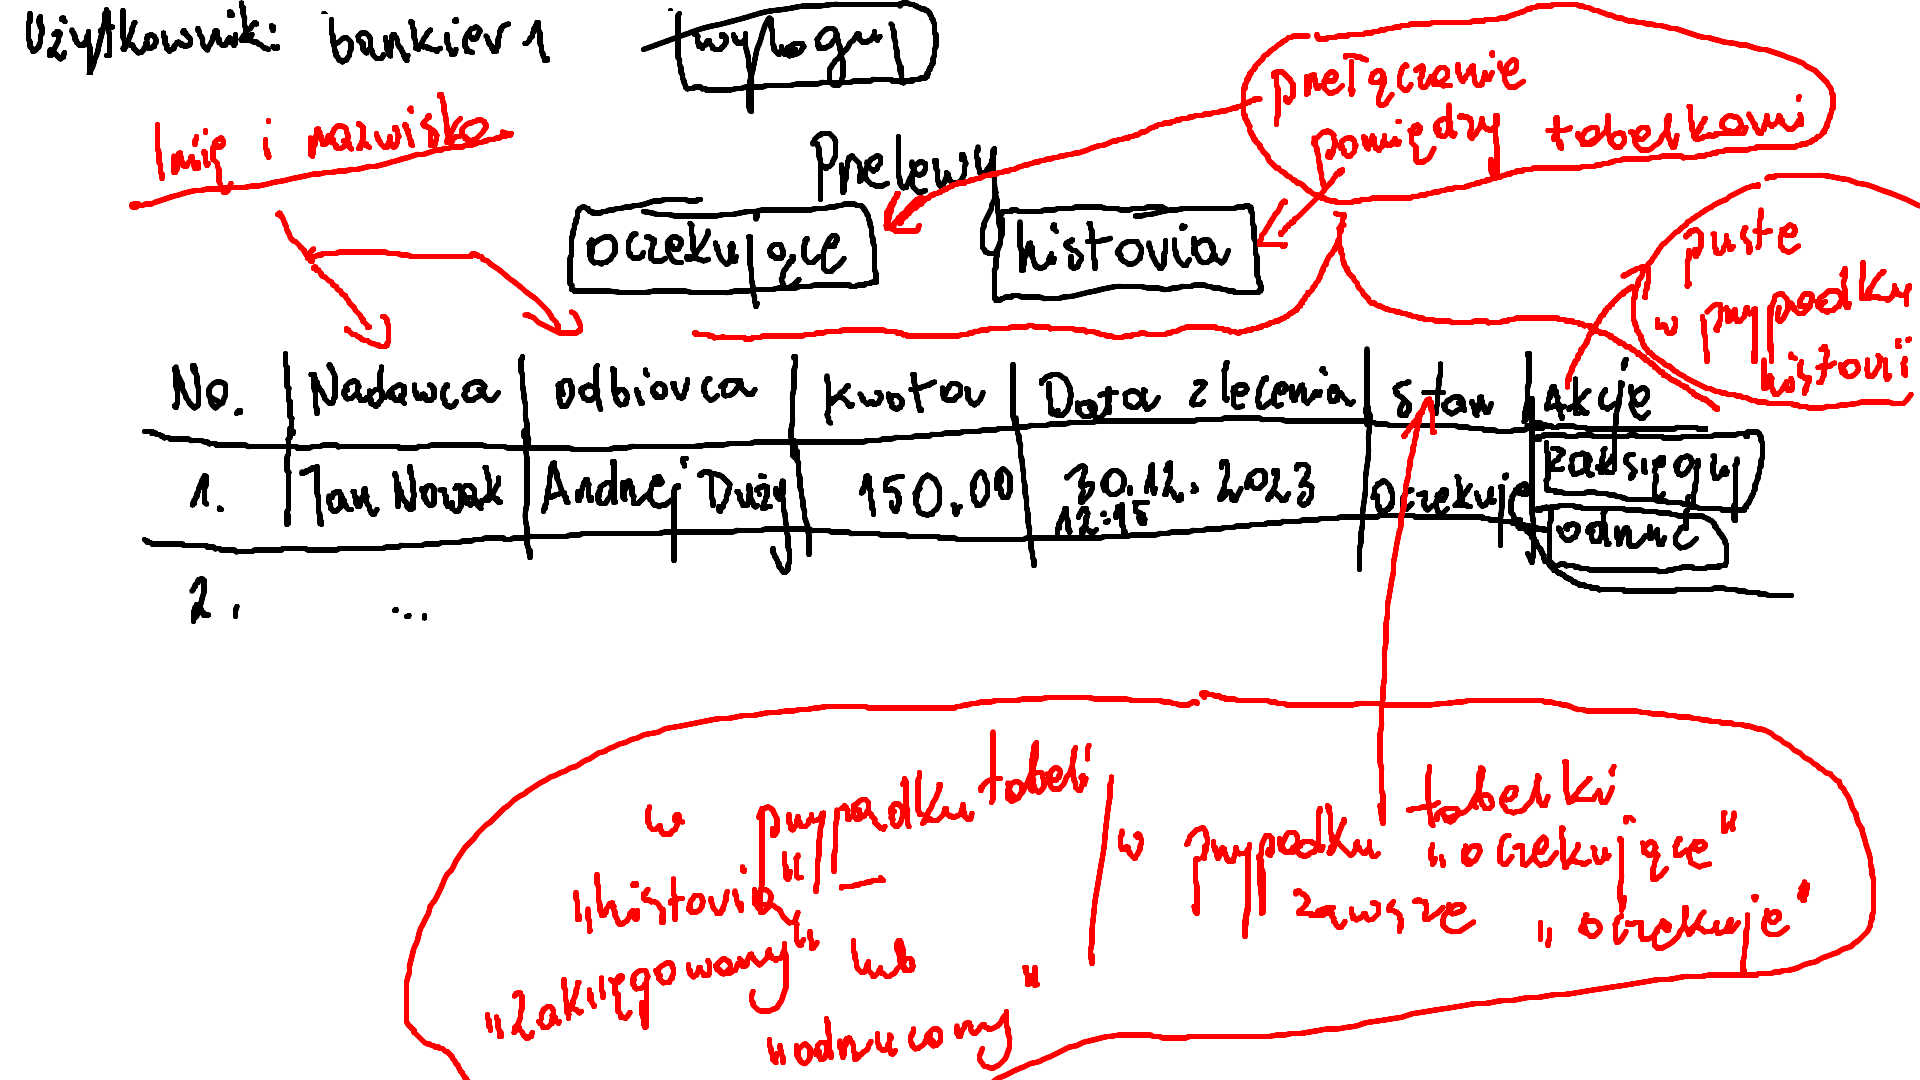 Użytkownik: bankier1 wyloguj
Imię i nazwisko
przełączenie
pomiędzy tabelkami
Przelewy
oczekujące historia
puste
w przypadku
historii
No. Nadawca odbiorca kwota Data zlecenia stan Akcje
1. Jan Nowak Andrzej Duży 150.00 30.12.2023 Oczekuje zaksięguj
12:15 odrzuć
2. ...
w przypadku tabeli
„historia" –
„Zaksięgowany" lub
„odrzucony"
w przypadku tabelki
„oczekujące"
zawsze „oczekuje"